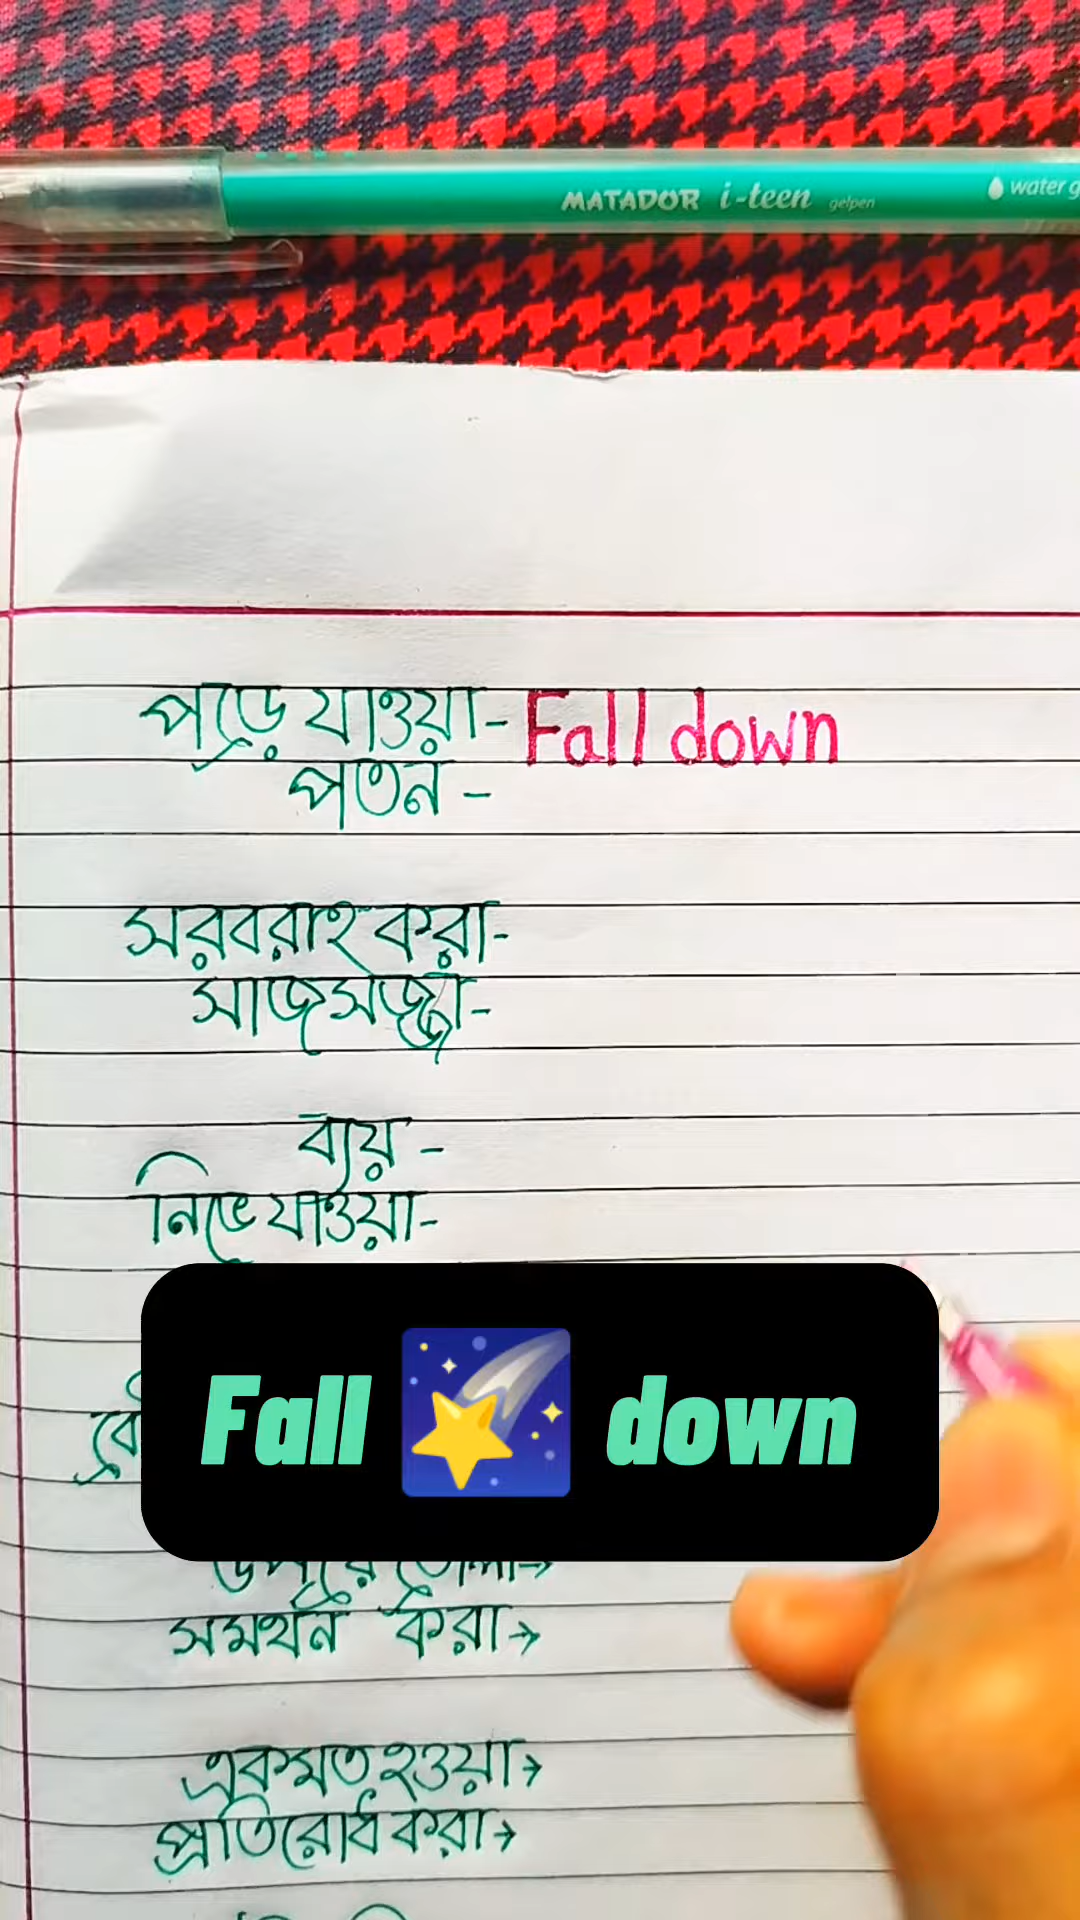 MATADOR i-teen gelpen water g
পড়ে যাওয়া- Fall down
পতন -
সরবরাহ করা-
সাজসজ্জা-
ব্যয় -
নিভে যাওয়া-
Fall 🌠 down
উপরে তোলা→
সমর্থন করা→
একমত হওয়া→
প্রতিরোধ করা→